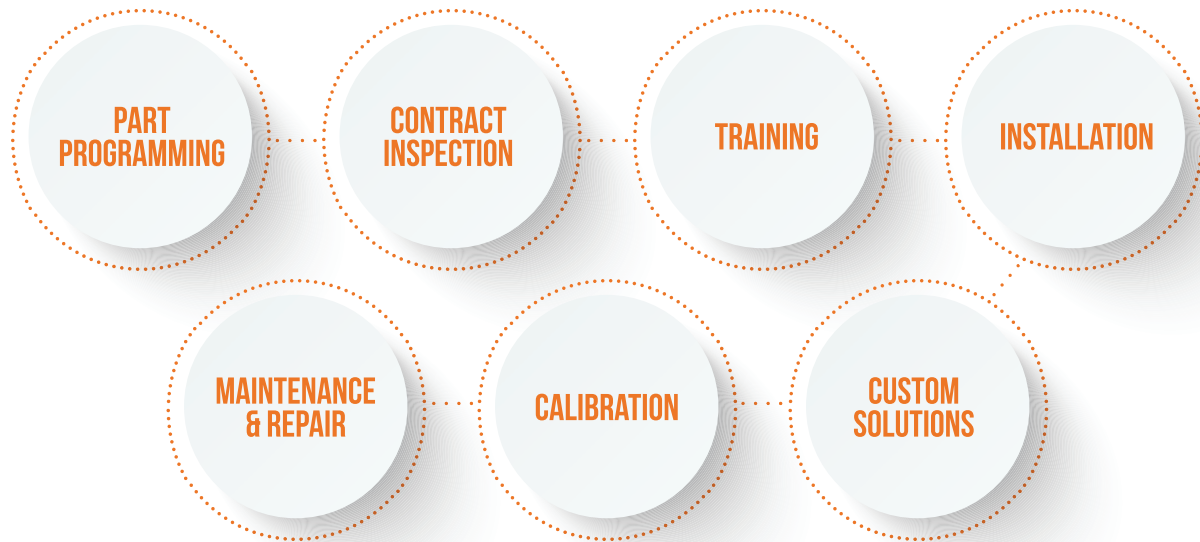 PART
PROGRAMMING
CONTRACT
INSPECTION
TRAINING
INSTALLATION
MAINTENANCE
& REPAIR
CALIBRATION
CUSTOM
SOLUTIONS